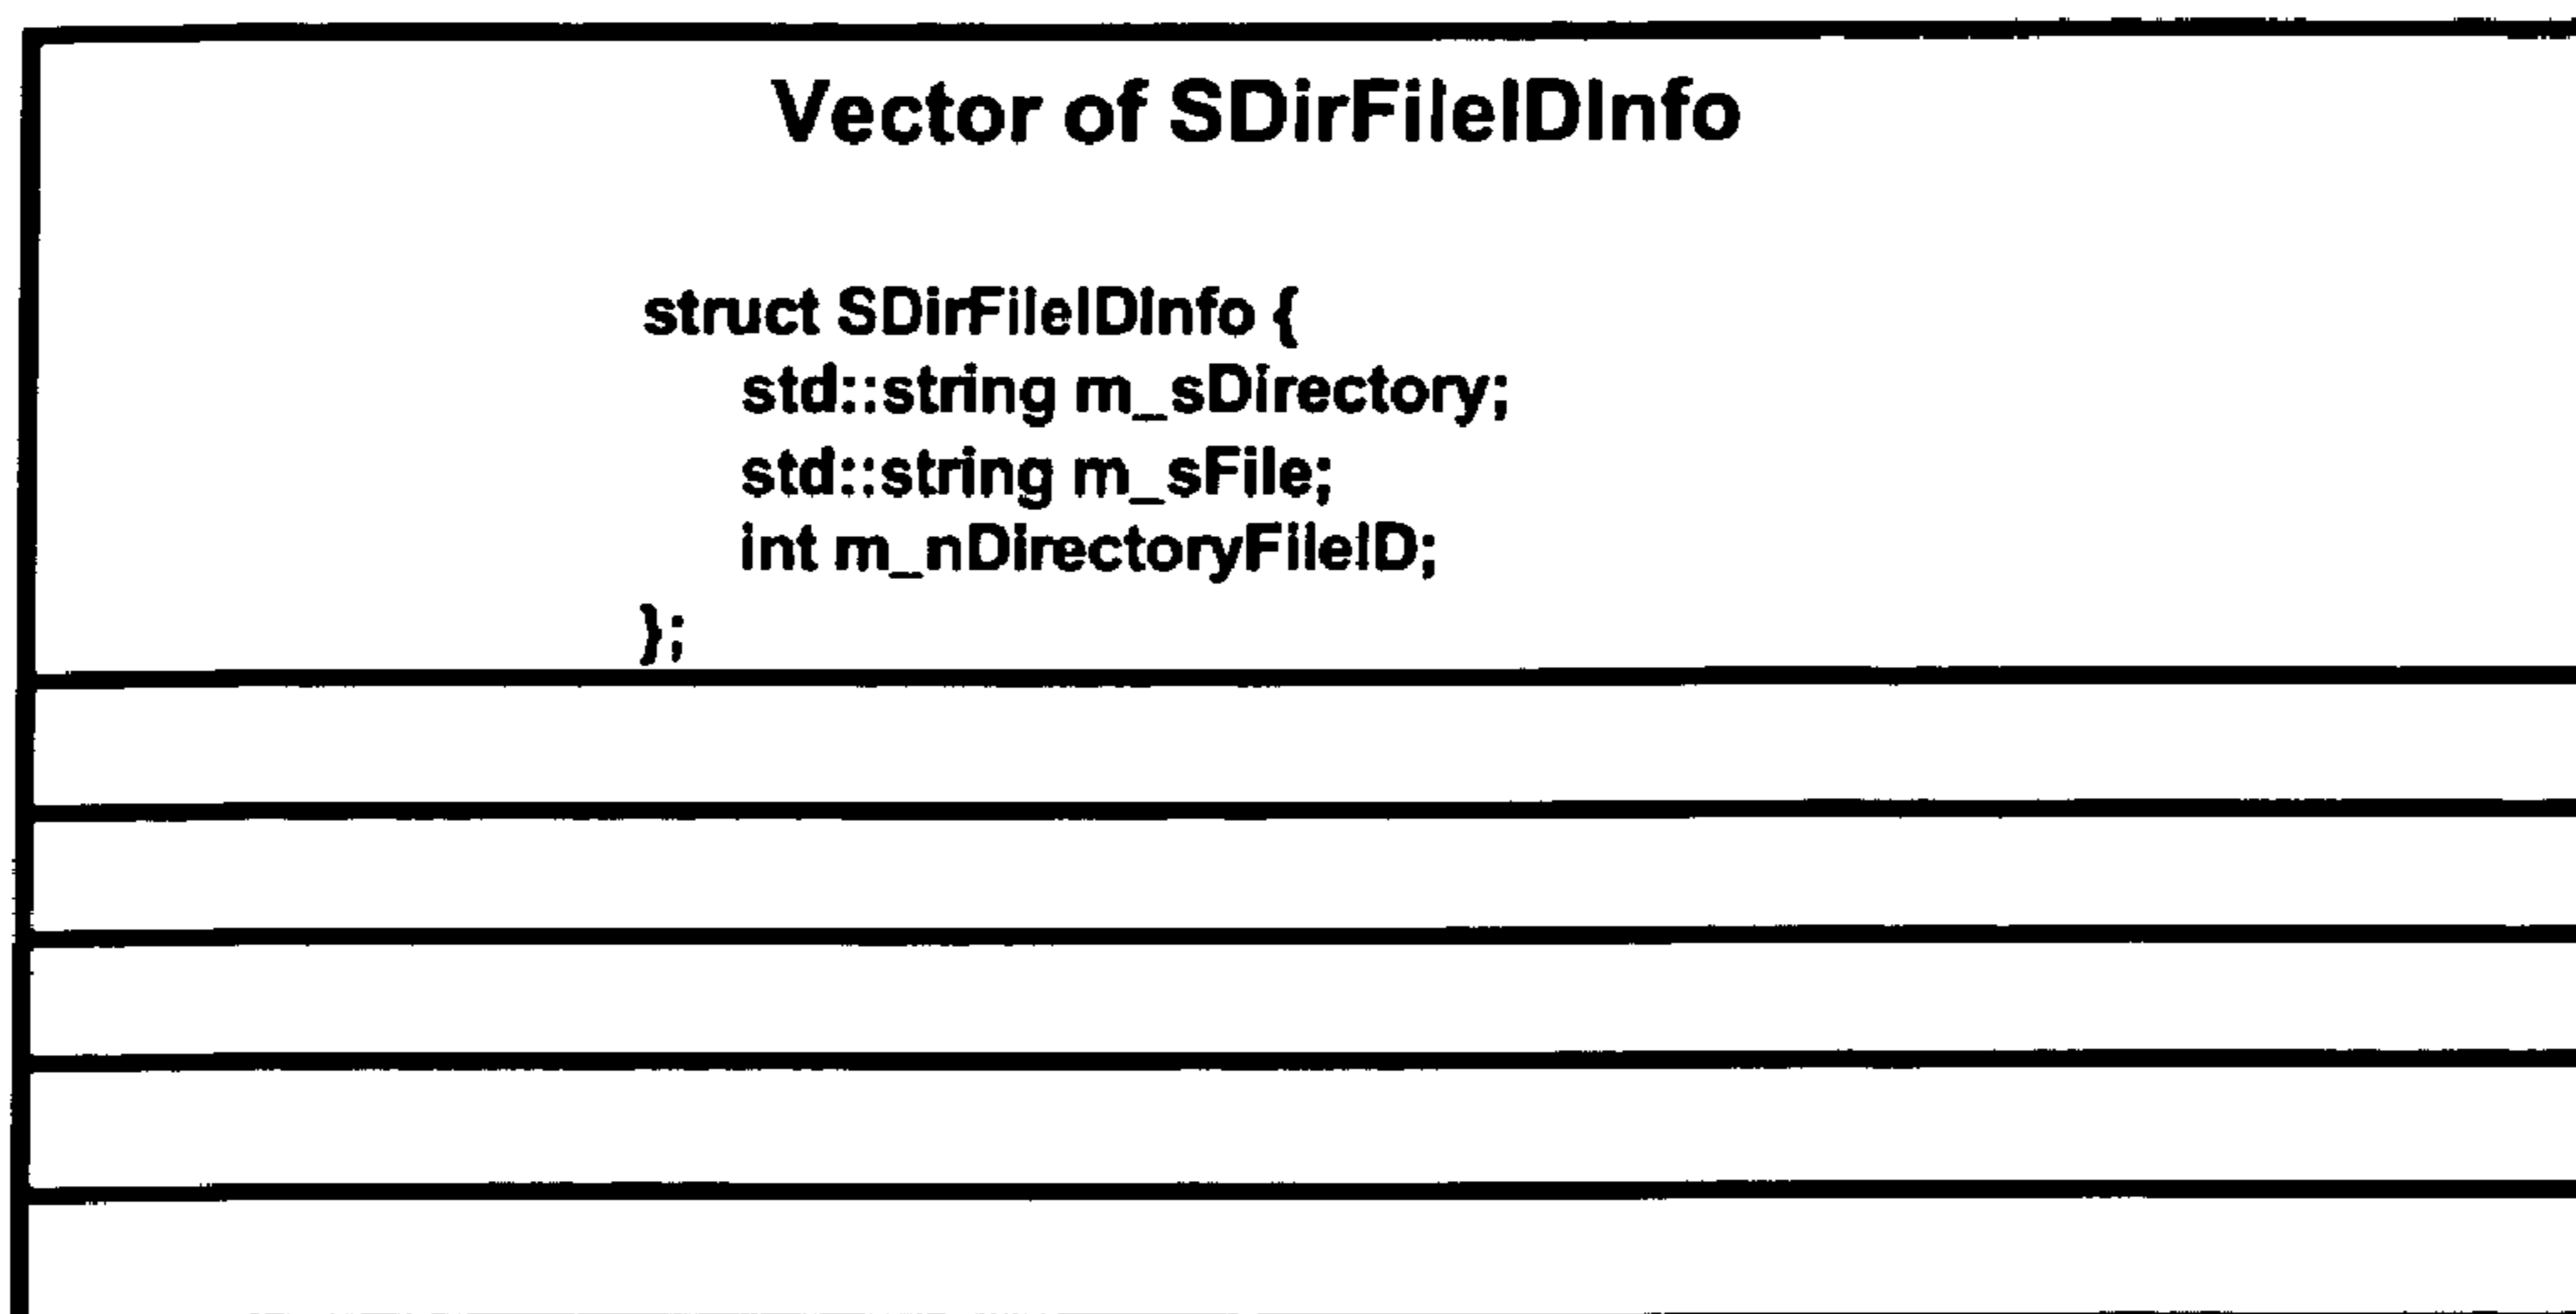 Vector of SDirFileIDInfo
struct SDirFileIDInfo {
std::string m_sDirectory;
std::string m_sFile;
int m_nDirectoryFileID;
};